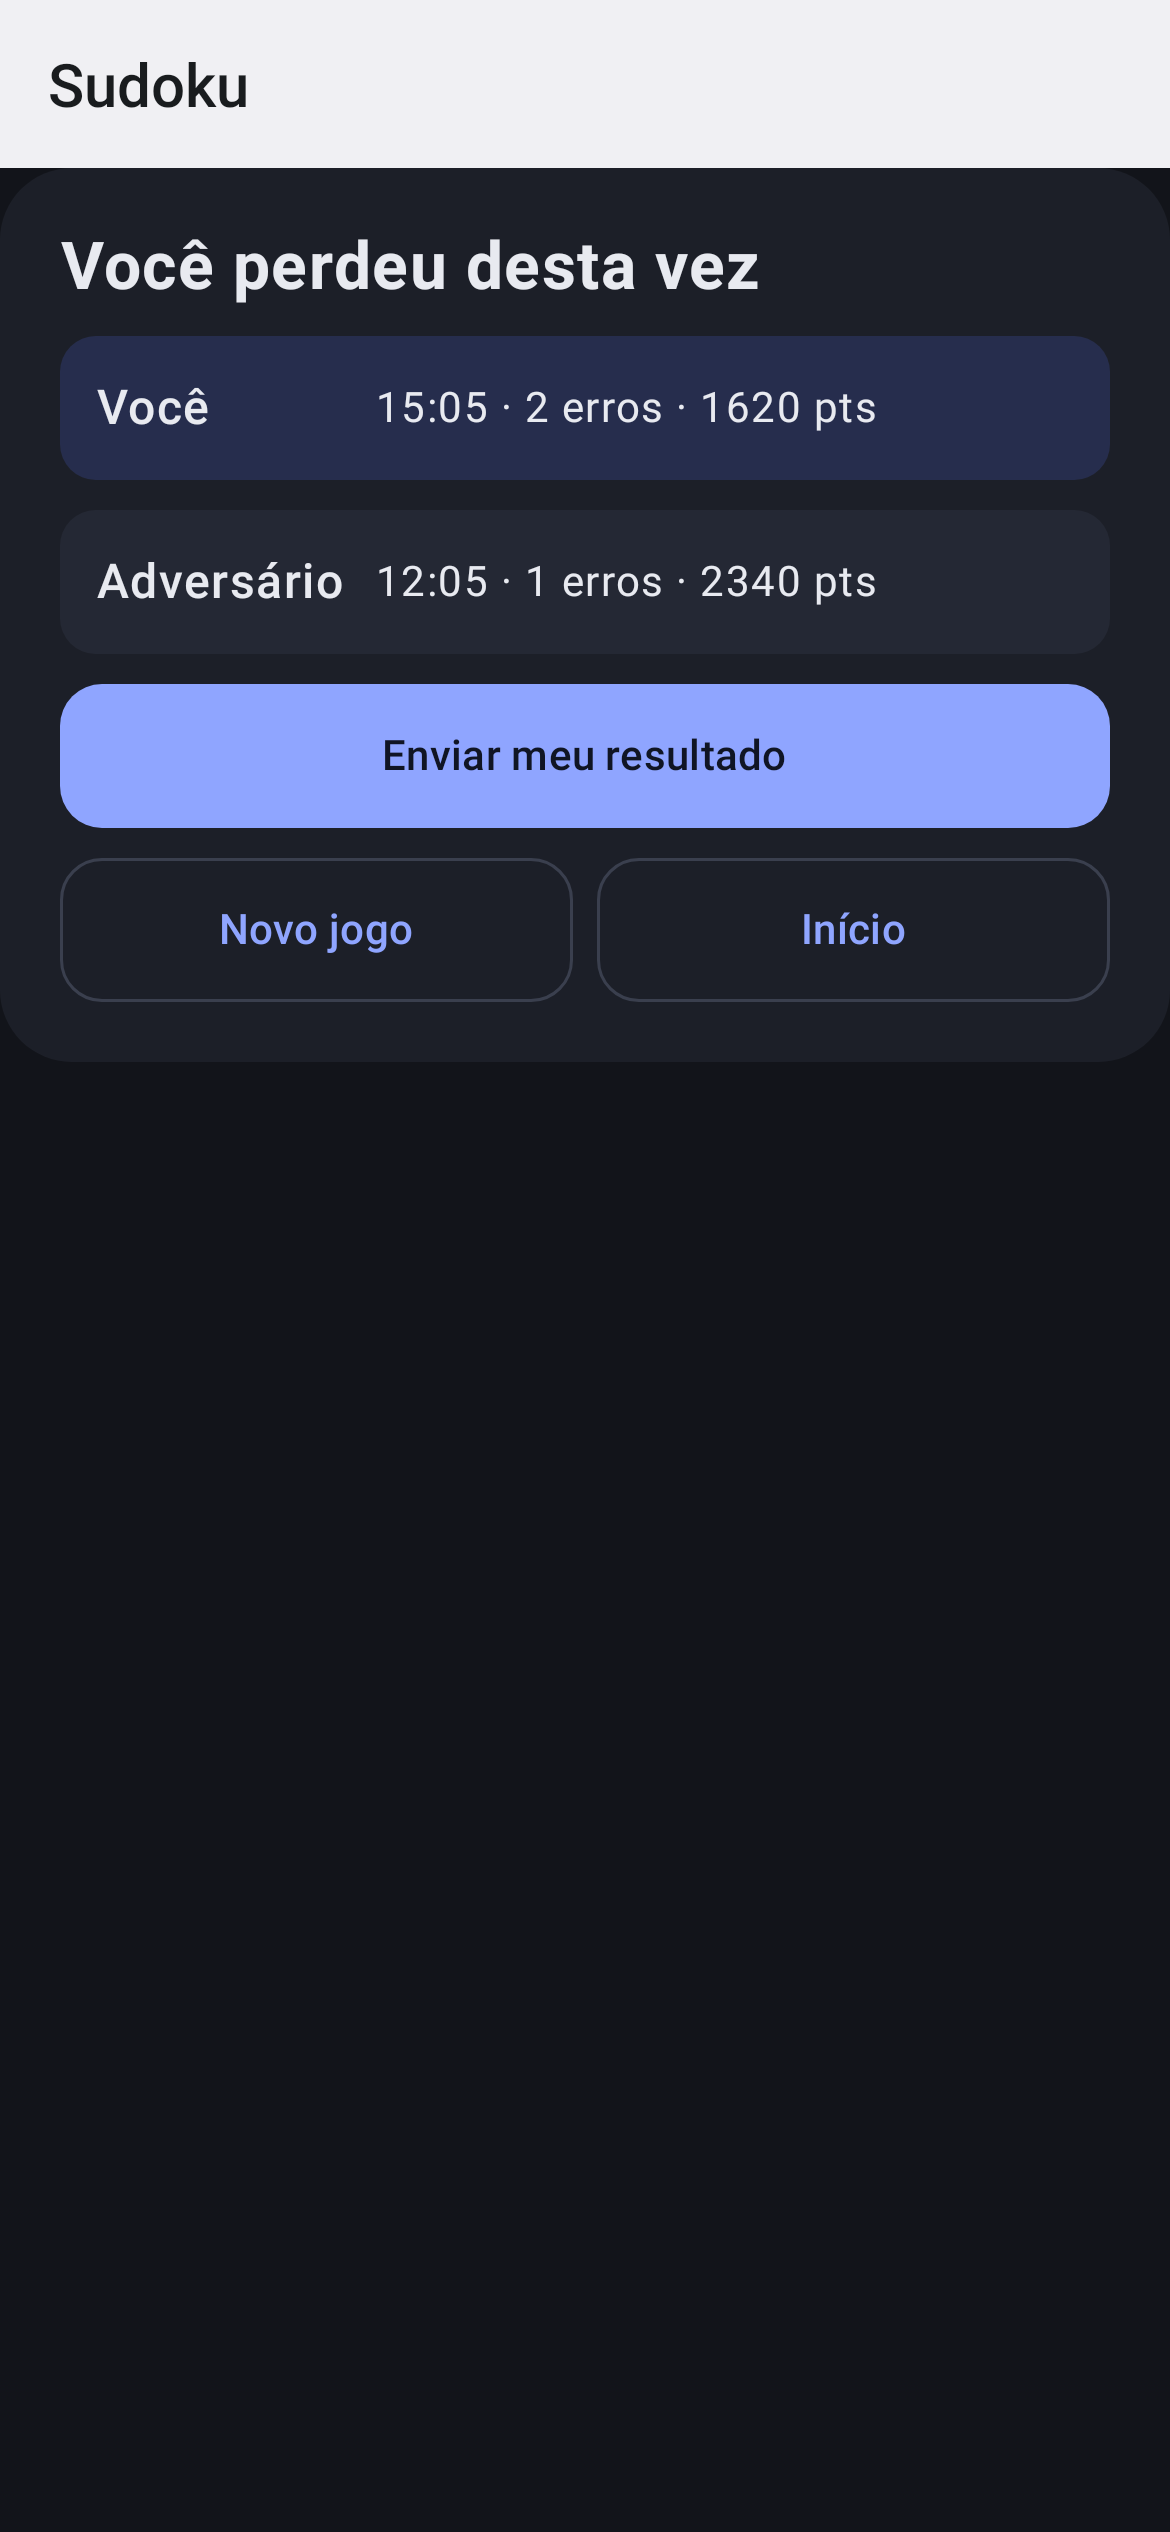 Sudoku
Você perdeu desta vez
Você 15:05 · 2 erros · 1620 pts
Adversário 12:05 · 1 erros · 2340 pts
Enviar meu resultado
Novo jogo Início